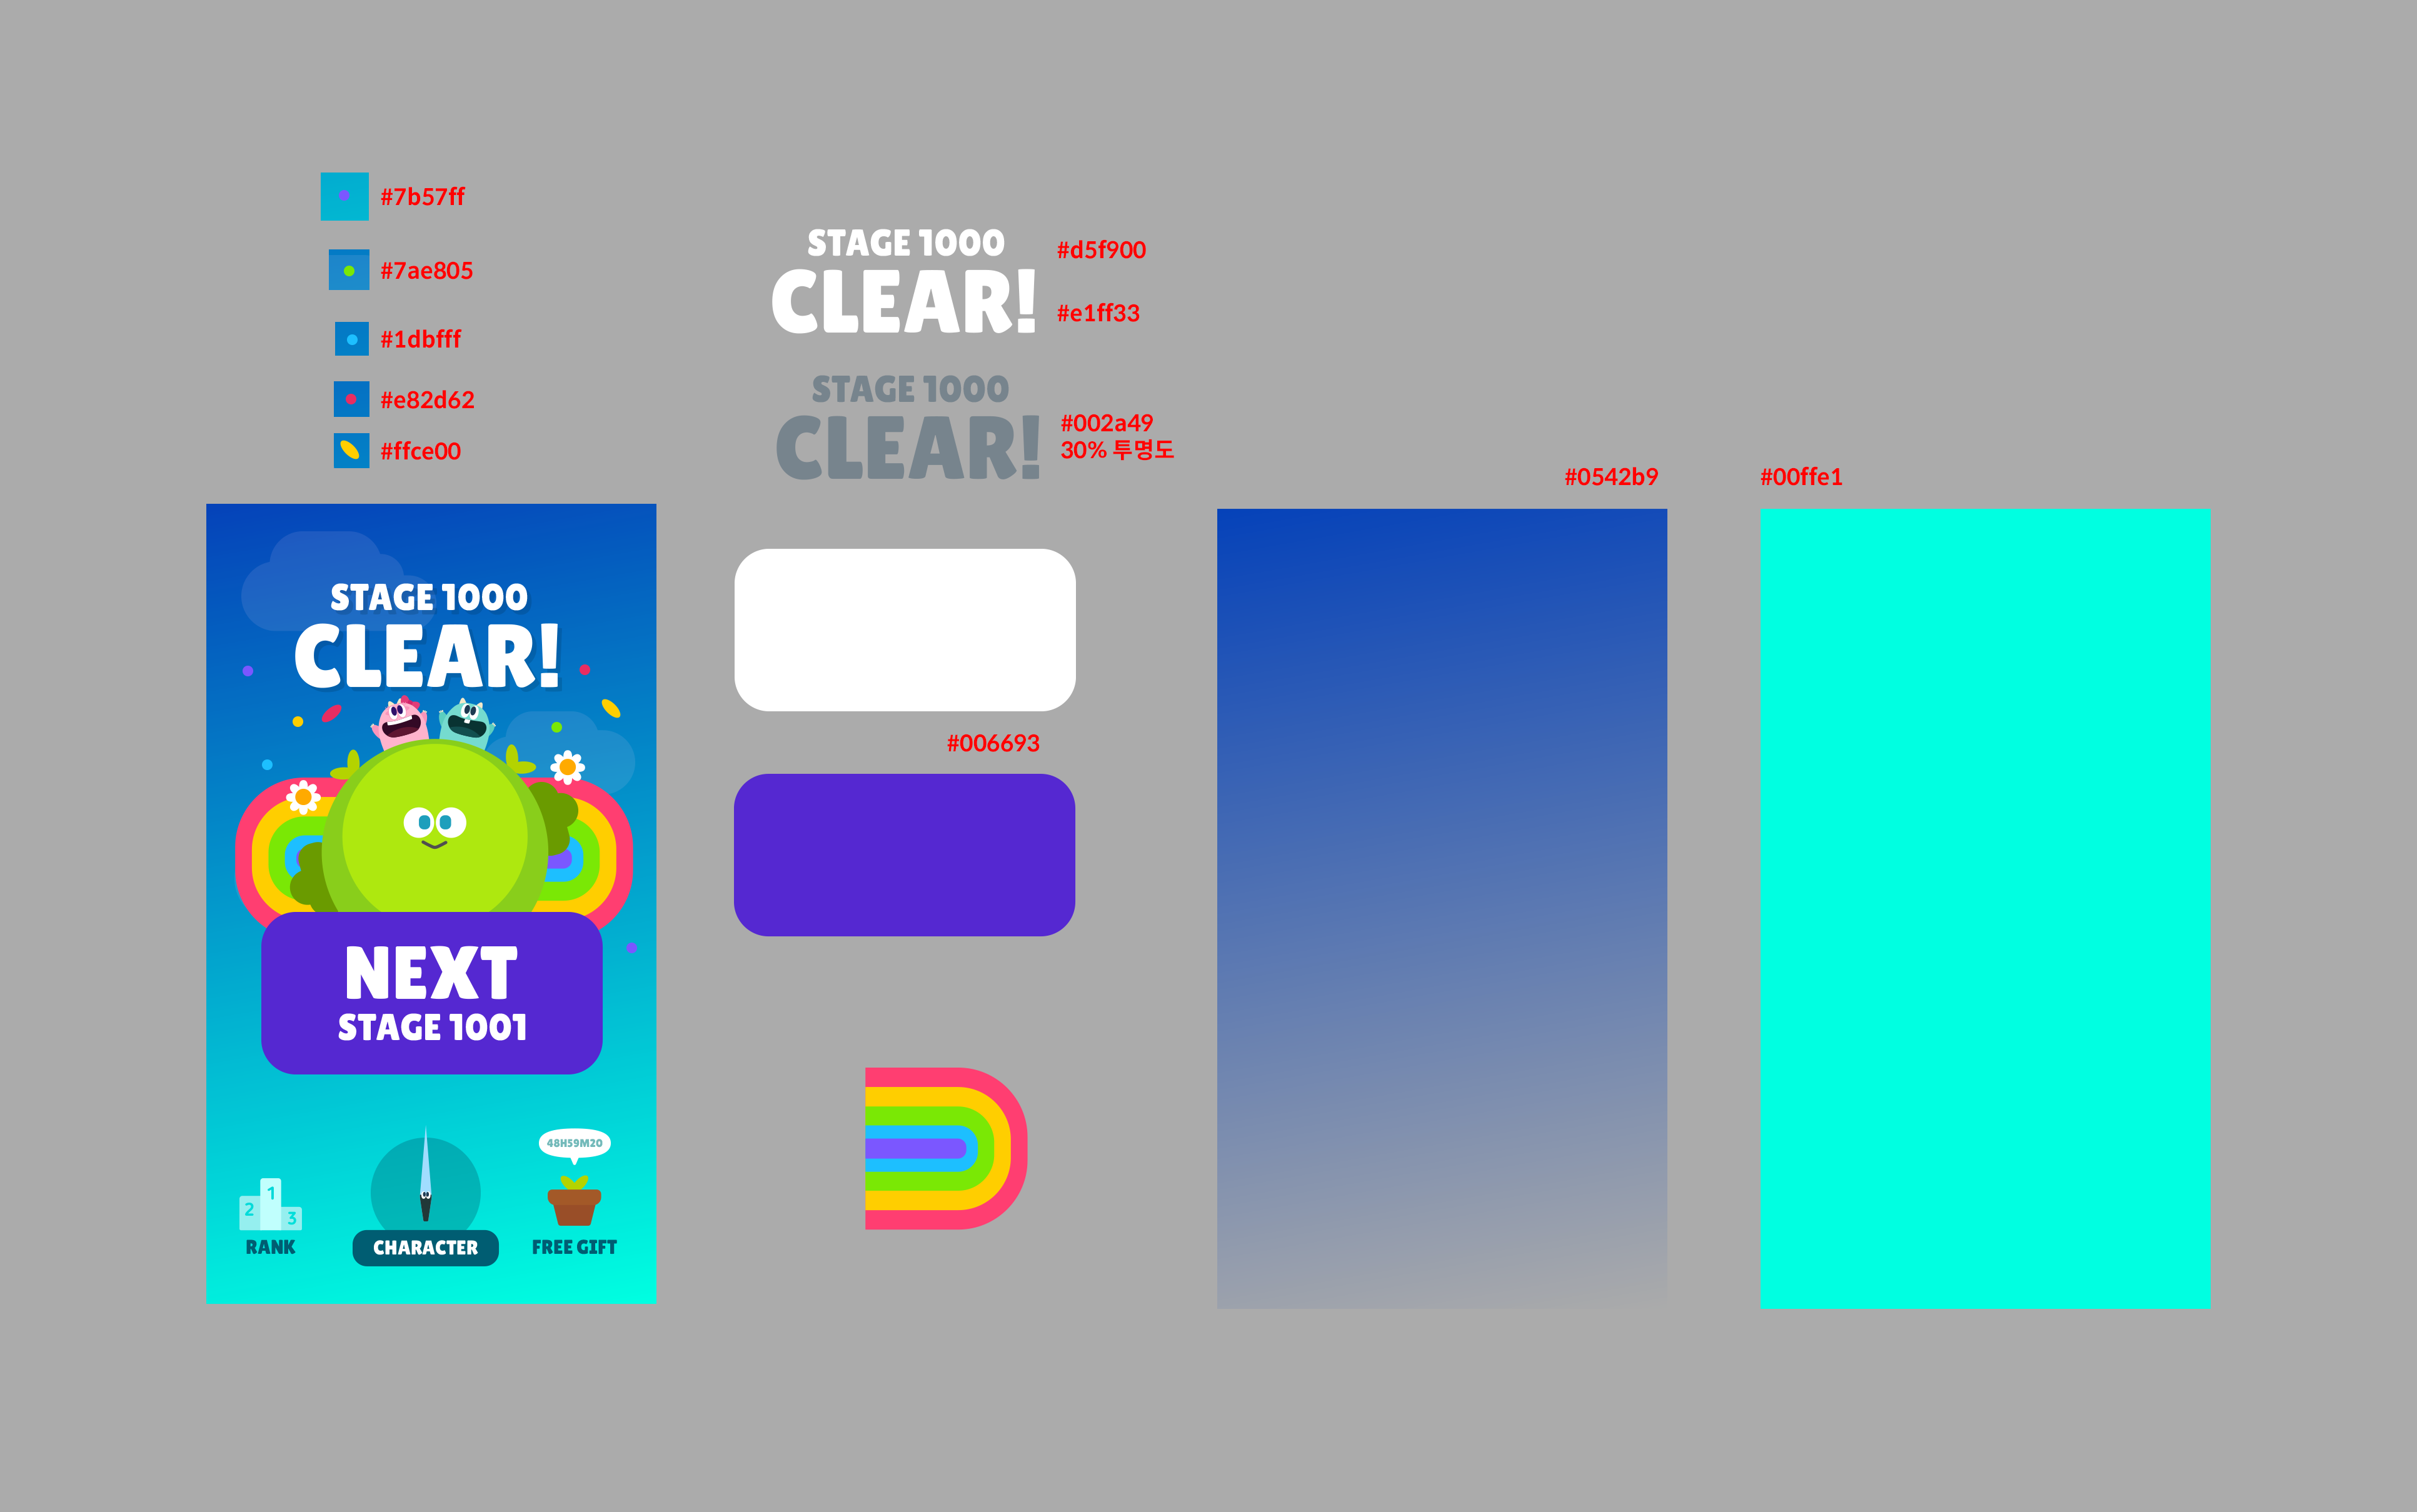 #7b57ff
#7ae805
#1dbfff
#e82d62
#ffce00
STAGE 1000
CLEAR!
#d5f900
#e1ff33
STAGE 1000
CLEAR!
#002a49
30% 투명도
#0542b9
#00ffe1
STAGE 1000
CLEAR!
#006693
NEXT
STAGE 1001
48H59M20
1
2
3
RANK
CHARACTER
FREE GIFT